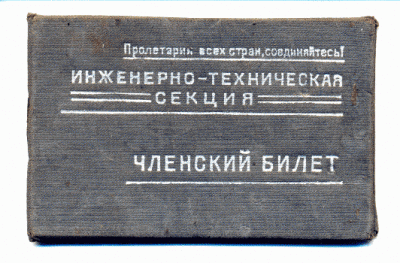 Пролетарии всех стран, соединяйтесь!
ИНЖЕНЕРНО-ТЕХНИЧЕСКАЯ
СЕКЦИЯ
ЧЛЕНСКИЙ БИЛЕТ